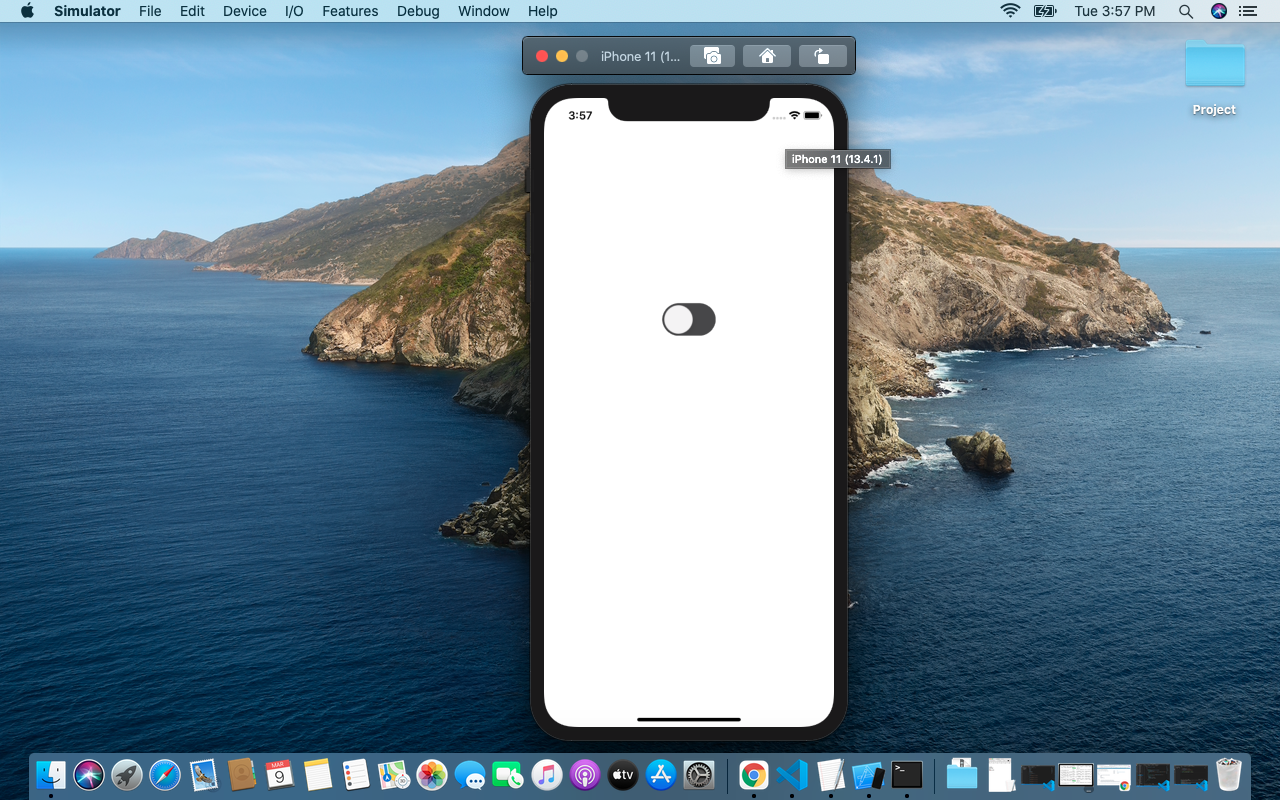 Simulator File Edit Device I/O Features Debug Window Help Tue 3:57 PM
iPhone 11 (1...
Project
3:57
iPhone 11 (13.4.1)
MAR
9
tv
>_